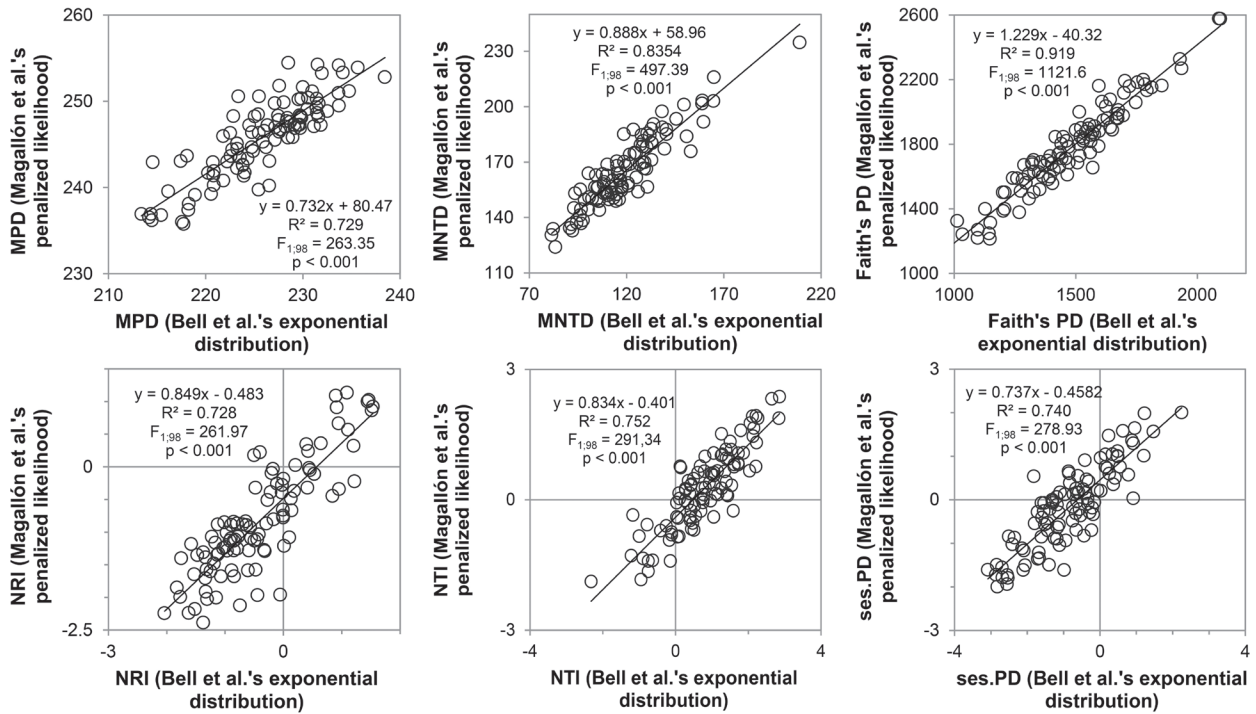 MPD (Magallón et al.'s
penalized likelihood)
260
250
240
230
y = 0.732x + 80.47
R² = 0.729
F1;98 = 263.35
p < 0.001
210
220
230
240
MPD (Bell et al.'s exponential
distribution)
MNTD (Magallón et al.'s
penalized likelihood)
230
200
170
140
110
y = 0.888x + 58.96
R² = 0.8354
F1;98 = 497.39
p < 0.001
70
120
170
220
MNTD (Bell et al.'s exponential
distribution)
Faith's PD (Magallón et al.'s
penalized likelihood)
2600
2200
1800
1400
1000
y = 1.229x - 40.32
R² = 0.919
F1;98 = 1121.6
p < 0.001
1000
1500
2000
Faith's PD (Bell et al.'s
exponential distribution)
NRI (Magallón et al.'s
penalized likelihood)
0
-2.5
y = 0.849x - 0.483
R² = 0.728
F1;98 = 261.97
p < 0.001
-3
0
NRI (Bell et al.'s exponential
distribution)
NTI (Magallón et al.'s
penalized likelihood)
3
0
-3
y = 0.834x - 0.401
R² = 0.752
F1;98 = 291,34
p < 0.001
-4
0
4
NTI (Bell et al.'s exponential
distribution)
ses.PD (Magallón et al.'s
penalized likelihood)
3
0
-3
y = 0.737x - 0.4582
R² = 0.740
F1;98 = 278.93
p < 0.001
-4
0
4
ses.PD (Bell et al.'s exponential
distribution)